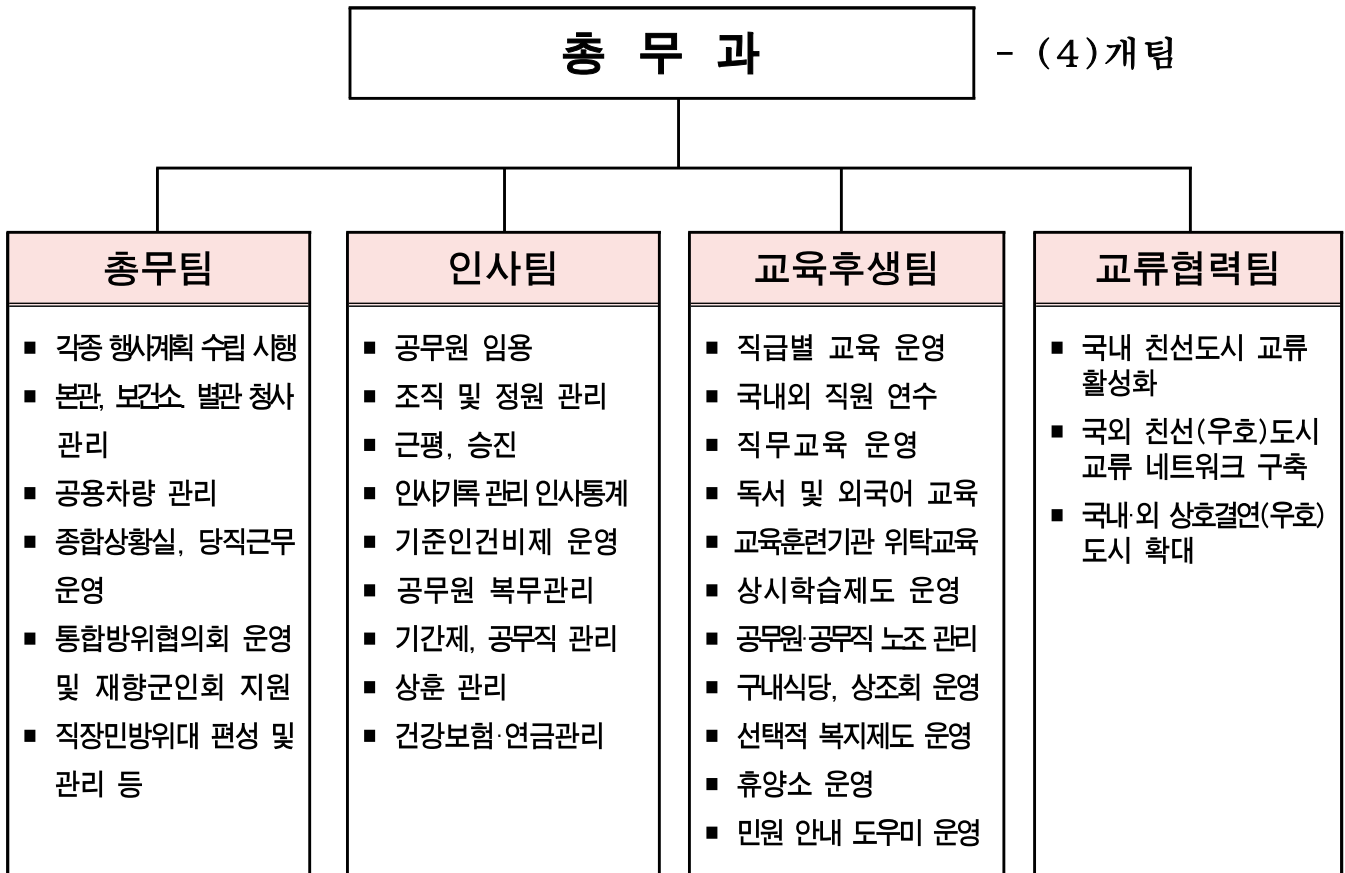 총 무 과
- (4)개팀
총무팀
■ 각종 행사계획 수립 시행
■ 본관, 보건소, 별관 청사
관리
■ 공용차량 관리
■ 종합상황실, 당직근무
운영
■ 통합방위협의회 운영
및 재향군인회 지원
■ 직장민방위대 편성 및
관리 등
인사팀
■ 공무원 임용
■ 조직 및 정원 관리
■ 근평, 승진
■ 인사기록 관리 인사통계
■ 기준인건비제 운영
■ 공무원 복무관리
■ 기간제, 공무직 관리
■ 상훈 관리
■ 건강보험·연금관리
교육후생팀
■ 직급별 교육 운영
■ 국내외 직원 연수
■ 직무교육 운영
■ 독서 및 외국어 교육
■ 교육훈련기관 위탁교육
■ 상시학습제도 운영
■ 공무원·공무직 노조 관리
■ 구내식당, 상조회 운영
■ 선택적 복지제도 운영
■ 휴양소 운영
■ 민원 안내 도우미 운영
교류협력팀
■ 국내 친선도시 교류
활성화
■ 국외 친선(우호)도시
교류 네트워크 구축
■ 국내·외 상호결연(우호)
도시 확대